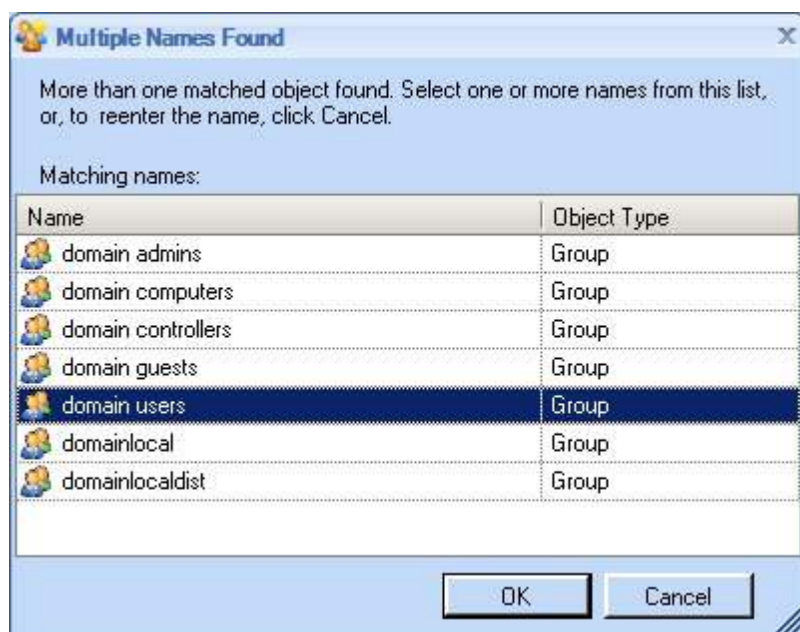 Multiple Names Found
More than one matched object found. Select one or more names from this list,
or, to reenter the name, click Cancel.
Matching names:
Name Object Type
domain admins Group
domain computers Group
domain controllers Group
domain guests Group
domain users Group
domainlocal Group
domainlocaldist Group
OK Cancel